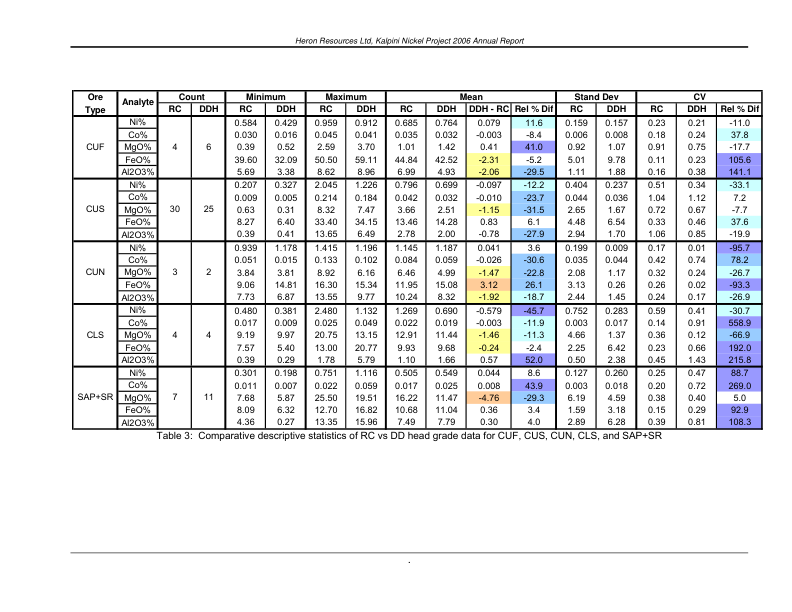 Heron Resources Ltd, Kalpini Nickel Project 2006 Annual Report
Ore Type Analyte Count Minimum Maximum Mean Stand Dev CV
RC DDH RC DDH RC DDH RC DDH DDH - RC Rel % Dif RC DDH RC DDH Rel % Dif
Ni% 0.584 0.429 0.959 0.912 0.685 0.764 0.079 11.6 0.159 0.157 0.23 0.21 -11.0
Co% 0.030 0.016 0.045 0.041 0.035 0.032 -0.003 -8.4 0.006 0.008 0.18 0.24 37.8
CUF MgO% 4 6 0.39 0.52 2.59 3.70 1.01 1.42 0.41 41.0 0.92 1.07 0.91 0.75 -17.7
FeO% 39.60 32.09 50.50 59.11 44.84 42.52 -2.31 -5.2 5.01 9.78 0.11 0.23 105.6
Al2O3% 5.69 3.38 8.62 8.96 6.99 4.93 -2.06 -29.5 1.11 1.88 0.16 0.38 141.1
Ni% 0.207 0.327 2.045 1.226 0.796 0.699 -0.097 -12.2 0.404 0.237 0.51 0.34 -33.1
Co% 0.009 0.005 0.214 0.184 0.042 0.032 -0.010 -23.7 0.044 0.036 1.04 1.12 7.2
CUS MgO% 30 25 0.63 0.31 8.32 7.47 3.66 2.51 -1.15 -31.5 2.65 1.67 0.72 0.67 -7.7
FeO% 8.27 6.40 33.40 34.15 13.46 14.28 0.83 6.1 4.48 6.54 0.33 0.46 37.6
Al2O3% 0.39 0.41 13.65 6.49 2.78 2.00 -0.78 -27.9 2.94 1.70 1.06 0.85 -19.9
Ni% 0.939 1.178 1.415 1.196 1.145 1.187 0.041 3.6 0.199 0.009 0.17 0.01 -95.7
Co% 0.051 0.015 0.133 0.102 0.084 0.059 -0.026 -30.6 0.035 0.044 0.42 0.74 78.2
CUN MgO% 3 2 3.84 3.81 8.92 6.16 6.46 4.99 -1.47 -22.8 2.08 1.17 0.32 0.24 -26.7
FeO% 9.06 14.81 16.30 15.34 11.95 15.08 3.12 26.1 3.13 0.26 0.26 0.02 -93.3
Al2O3% 7.73 6.87 13.55 9.77 10.24 8.32 -1.92 -18.7 2.44 1.45 0.24 0.17 -26.9
Ni% 0.480 0.381 2.480 1.132 1.269 0.690 -0.579 -45.7 0.752 0.283 0.59 0.41 -30.7
Co% 0.017 0.009 0.025 0.049 0.022 0.019 -0.003 -11.9 0.003 0.017 0.14 0.91 558.9
CLS MgO% 4 4 9.19 9.97 20.75 13.15 12.91 11.44 -1.46 -11.3 4.66 1.37 0.36 0.12 -66.9
FeO% 7.57 5.40 13.00 20.77 9.93 9.68 -0.24 -2.4 2.25 6.42 0.23 0.66 192.0
Al2O3% 0.39 0.29 1.78 5.79 1.10 1.66 0.57 52.0 0.50 2.38 0.45 1.43 215.8
Ni% 0.301 0.198 0.751 1.116 0.505 0.549 0.044 8.6 0.127 0.260 0.25 0.47 88.7
Co% 0.011 0.007 0.022 0.059 0.017 0.025 0.008 43.9 0.003 0.018 0.20 0.72 269.0
SAP+SR MgO% 7 11 7.68 5.87 25.50 19.51 16.22 11.47 -4.76 -29.3 6.19 4.59 0.38 0.40 5.0
FeO% 8.09 6.32 12.70 16.82 10.68 11.04 0.36 3.4 1.59 3.18 0.15 0.29 92.9
Al2O3% 4.36 0.27 13.35 15.96 7.49 7.79 0.30 4.0 2.89 6.28 0.39 0.81 108.3
Table 3: Comparative descriptive statistics of RC vs DD head grade data for CUF, CUS, CUN, CLS, and SAP+SR
.